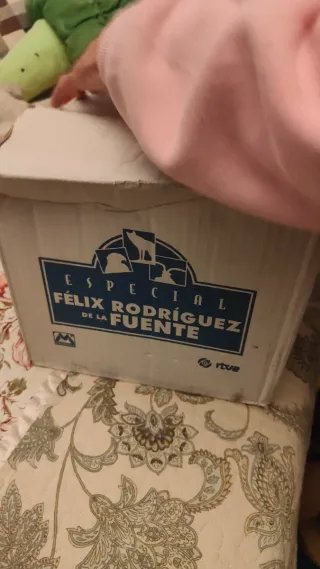 ESPECIAL
FÉLIX RODRÍGUEZ
DE LA FUENTE
rtve